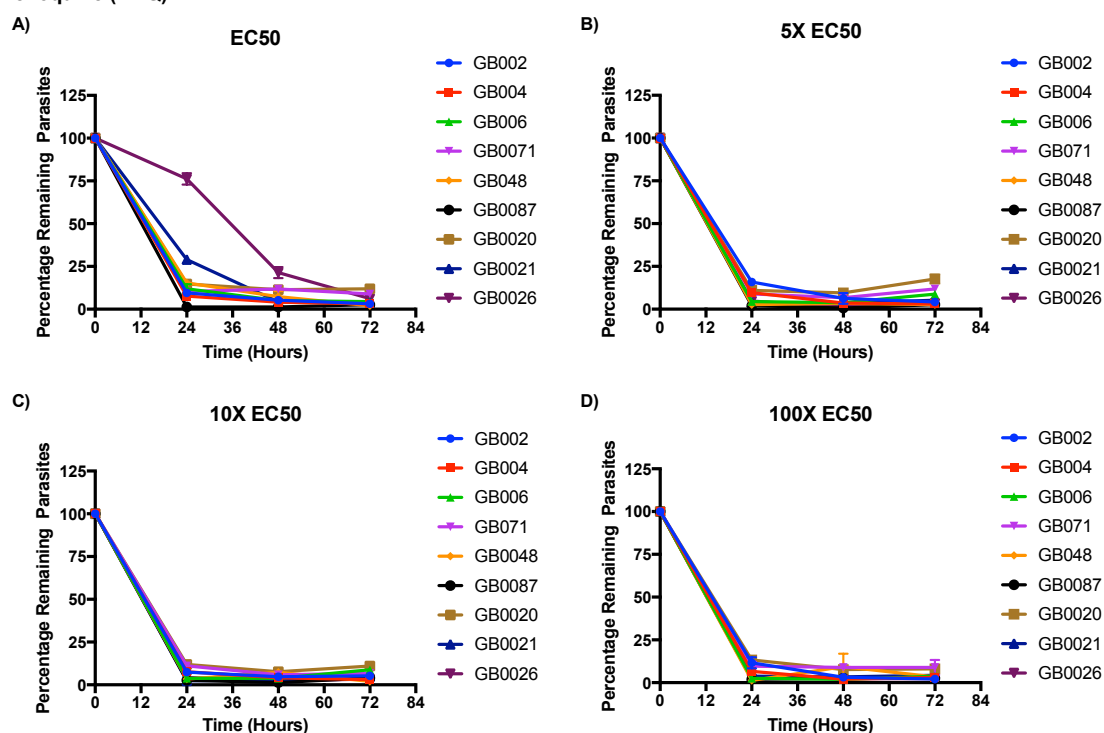 A)
EC50
Percentage Remaining Parasites
125
100
75
50
25
0
0 12 24 36 48 60 72 84
Time (Hours)
GB002
GB004
GB006
GB0071
GB048
GB0087
GB0020
GB0021
GB0026
B)
5X EC50
Percentage Remaining Parasites
125
100
75
50
25
0
0 12 24 36 48 60 72 84
Time (Hours)
GB002
GB004
GB006
GB071
GB048
GB0087
GB0020
GB0021
GB0026
C)
10X EC50
Percentage Remaining Parasites
125
100
75
50
25
0
0 12 24 36 48 60 72 84
Time (Hours)
GB002
GB004
GB006
GB071
GB0048
GB0087
GB0020
GB0021
GB0026
D)
100X EC50
Percentage Remaining Parasites
125
100
75
50
25
0
0 12 24 36 48 60 72 84
Time (Hours)
GB002
GB004
GB006
GB071
GB048
GB0087
GB0020
GB0021
GB0026